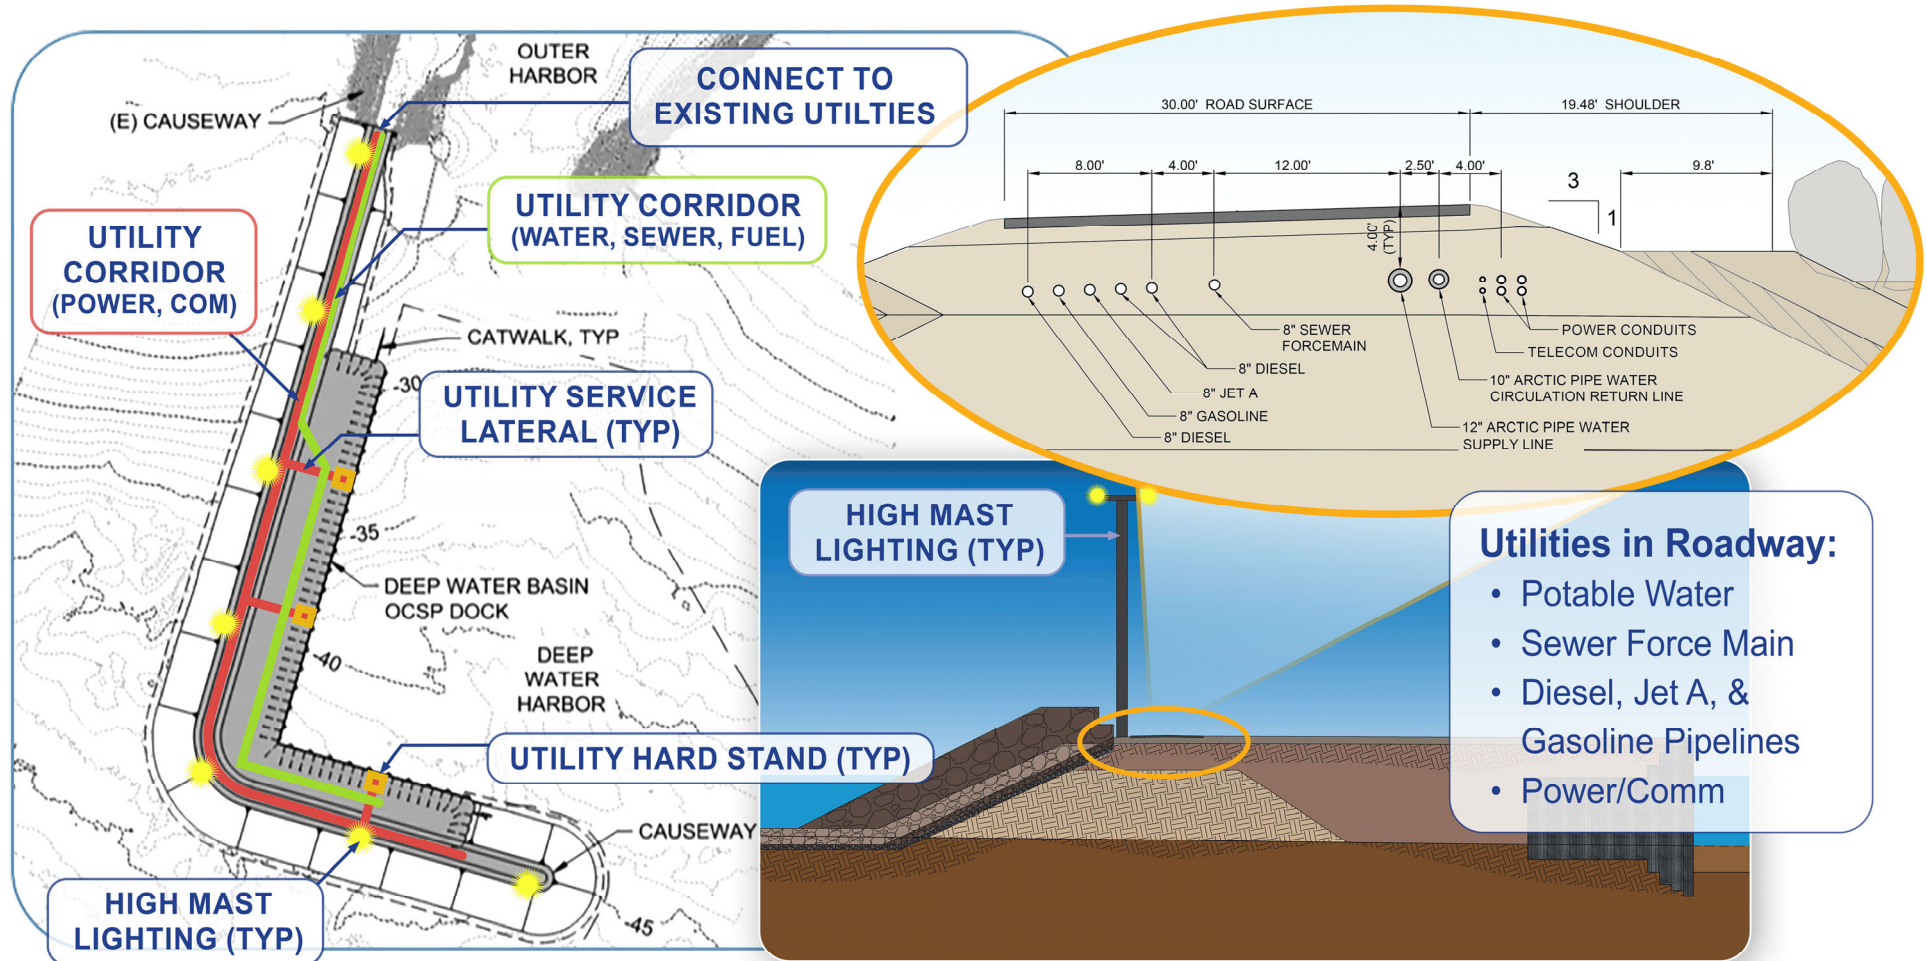 OUTER
HARBOR
CONNECT TO
EXISTING UTILTIES
(E) CAUSEWAY
UTILITY CORRIDOR
(WATER, SEWER, FUEL)
UTILITY
CORRIDOR
(POWER, COM)
CATWALK, TYP
-30
UTILITY SERVICE
LATERAL (TYP)
-35
DEEP WATER BASIN
OCSP DOCK
-40
DEEP
WATER
HARBOR
UTILITY HARD STAND (TYP)
CAUSEWAY
-45
HIGH MAST
LIGHTING (TYP)
30.00' ROAD SURFACE
19.48' SHOULDER
8.00'
4.00'
12.00'
2.50'
4.00'
9.8'
3
1
4.00'
(TYP)
8" SEWER
FORCEMAIN
8" DIESEL
8" JET A
8" GASOLINE
8" DIESEL
POWER CONDUITS
TELECOM CONDUITS
10" ARCTIC PIPE WATER
CIRCULATION RETURN LINE
12" ARCTIC PIPE WATER
SUPPLY LINE
HIGH MAST
LIGHTING (TYP)
Utilities in Roadway:
• Potable Water
• Sewer Force Main
• Diesel, Jet A, &
Gasoline Pipelines
• Power/Comm